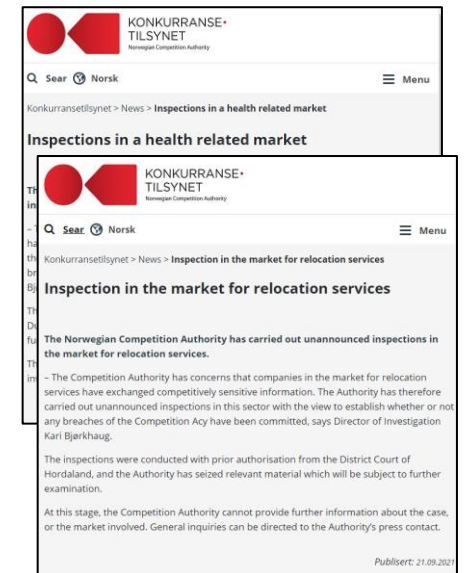 KONKURRANSE•
TILSYNET
Norwegian Competition Authority
Sear Norsk
Menu
Konkurransetilsynet > News > Inspections in a health related market
Inspections in a health related market
KONKURRANSE•
TILSYNET
Norwegian Competition Authority
Sear Norsk
Menu
Konkurransetilsynet > News > Inspection in the market for relocation services
Inspection in the market for relocation services
The Norwegian Competition Authority has carried out unannounced inspections in
the market for relocation services.
– The Competition Authority has concerns that companies in the market for relocation
services have exchanged competitively sensitive information. The Authority has therefore
carried out unannounced inspections in this sector with the view to establish whether or not
any breaches of the Competition Acy have been committed, says Director of Investigation
Kari Bjørkhaug.
The inspections were conducted with prior authorisation from the District Court of
Hordaland, and the Authority has seized relevant material which will be subject to further
examination.
At this stage, the Competition Authority cannot provide further information about the case,
or the market involved. General inquiries can be directed to the Authority's press contact.
Publisert: 21.09.2021